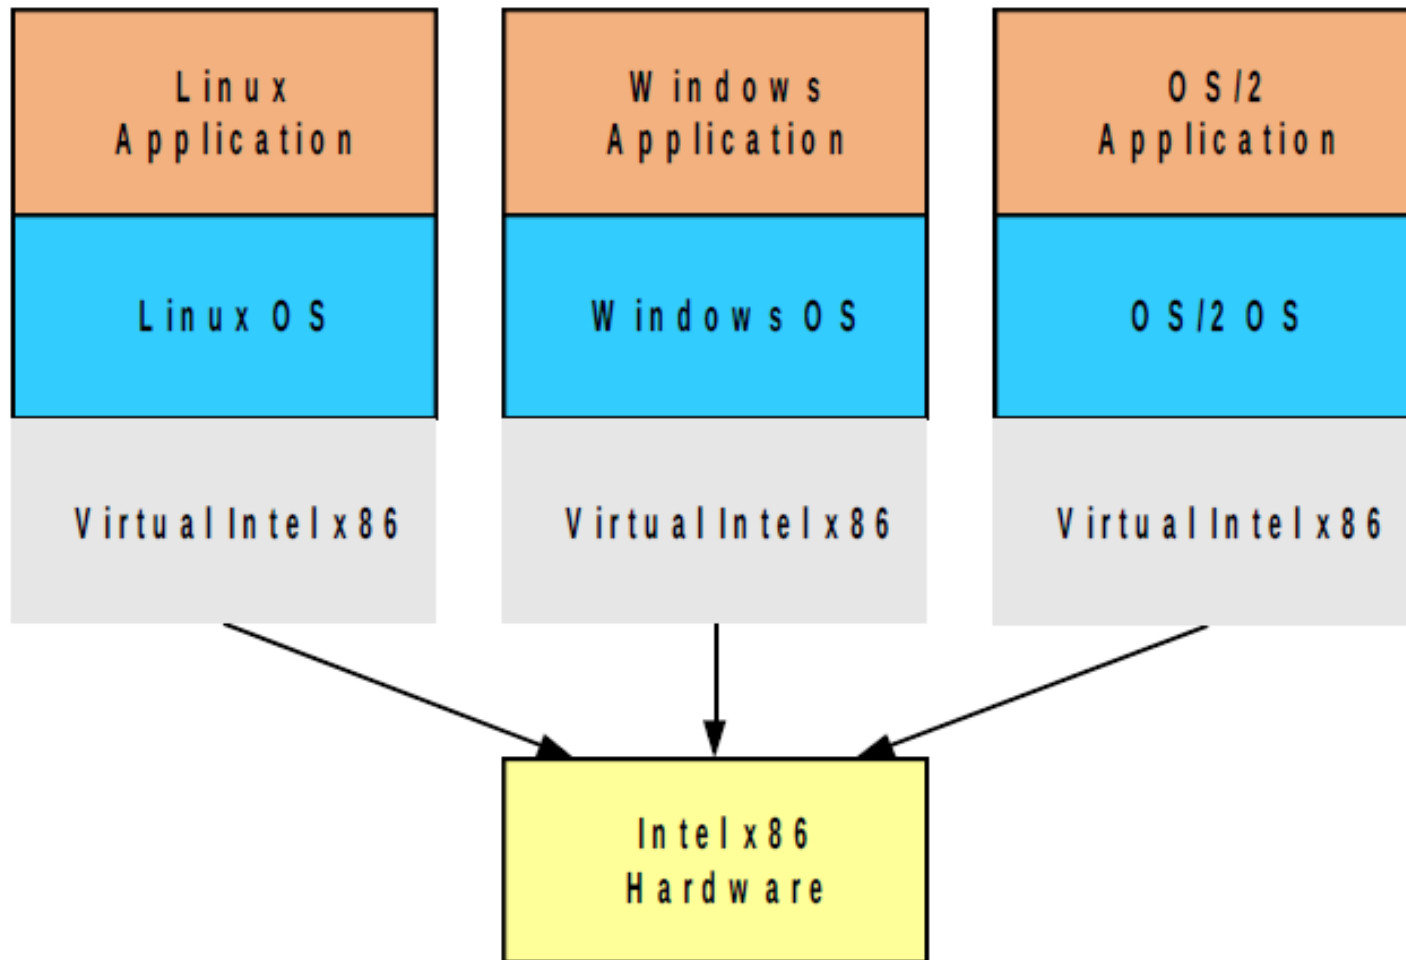 Linux
Application
Windows
Application
OS/2
Application
Linux OS
Windows OS
OS/2 OS
Virtual Intel x86
Virtual Intel x86
Virtual Intel x86
Intel x86
Hardware